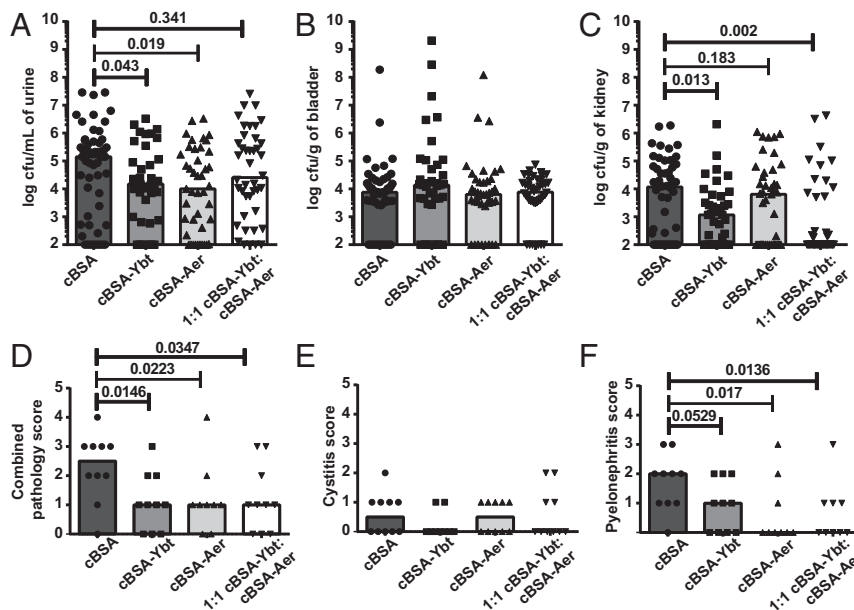 A
log cfu/mL of urine
10
9
8
7
6
5
4
3
2
0.341
0.019
0.043
cBSA
cBSA-Ybt
cBSA-Aer
1:1 cBSA-Ybt:
cBSA-Aer
B
log cfu/g of bladder
10
9
8
7
6
5
4
3
2
cBSA
cBSA-Ybt
cBSA-Aer
1:1 cBSA-Ybt:
cBSA-Aer
C
log cfu/g of kidney
10
9
8
7
6
5
4
3
2
0.002
0.183
0.013
cBSA
cBSA-Ybt
cBSA-Aer
1:1 cBSA-Ybt:
cBSA-Aer
D
Combined
pathology score
5
4
3
2
1
0
0.0347
0.0223
0.0146
cBSA
cBSA-Ybt
cBSA-Aer
1:1 cBSA-Ybt:
cBSA-Aer
E
Cystitis score
5
4
3
2
1
0
cBSA
cBSA-Ybt
cBSA-Aer
1:1 cBSA-Ybt:
cBSA-Aer
F
Pyelonephritis score
5
4
3
2
1
0
0.0136
0.017
0.0529
cBSA
cBSA-Ybt
cBSA-Aer
1:1 cBSA-Ybt:
cBSA-Aer